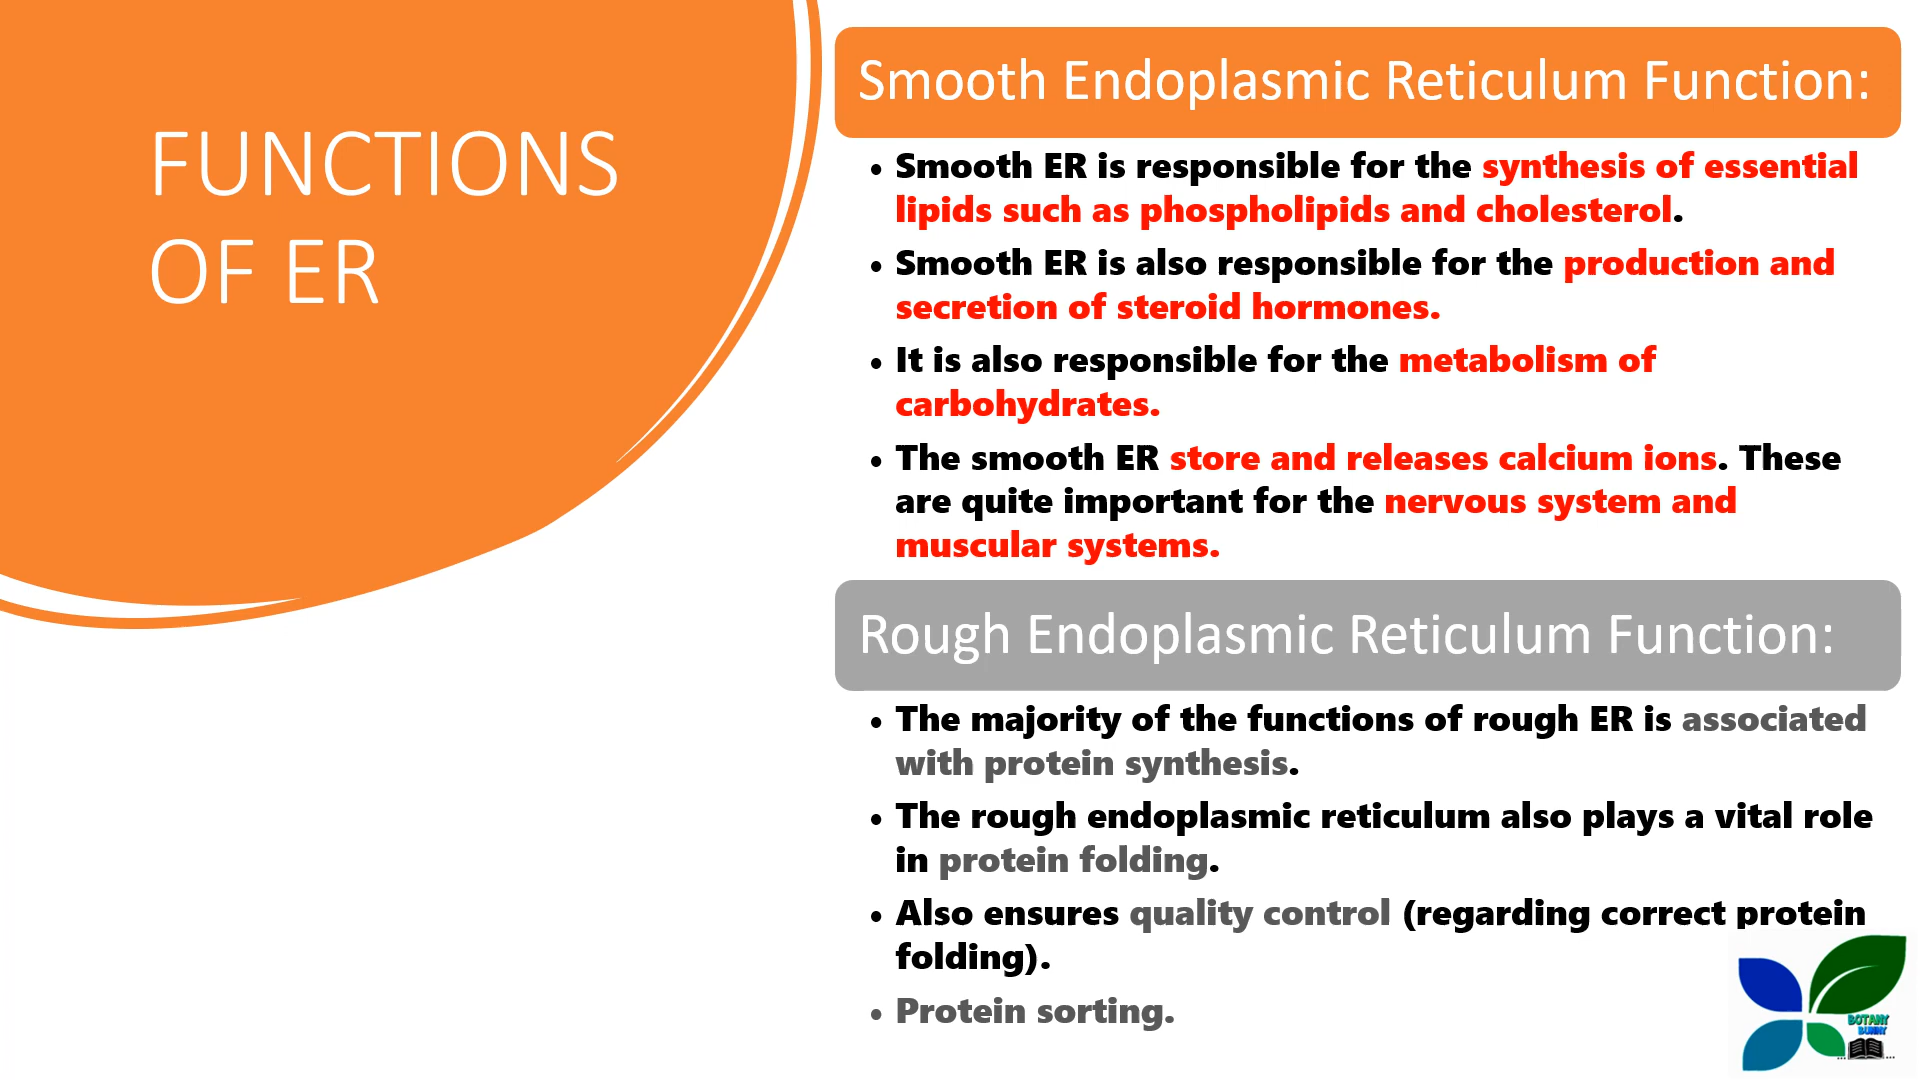 FUNCTIONS
OF ER
Smooth Endoplasmic Reticulum Function:
• Smooth ER is responsible for the synthesis of essential
lipids such as phospholipids and cholesterol.
• Smooth ER is also responsible for the production and
secretion of steroid hormones.
• It is also responsible for the metabolism of
carbohydrates.
• The smooth ER store and releases calcium ions. These
are quite important for the nervous system and
muscular systems.
Rough Endoplasmic Reticulum Function:
• The majority of the functions of rough ER is associated
with protein synthesis.
• The rough endoplasmic reticulum also plays a vital role
in protein folding.
• Also ensures quality control (regarding correct protein
folding).
• Protein sorting.
BOTANY
BUNNY